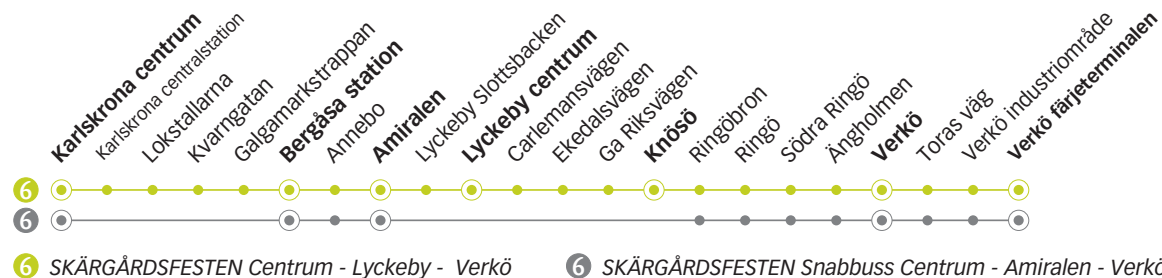 Karlskrona centrum
Karlskrona centralstation
Lokstallarna
Kvarngatan
Galgamarkstrappan
Bergåsa station
Annebo
Amiralen
Lyckeby Slottsbacken
Lyckeby centrum
Carlemansvägen
Ekedalsvägen
Ga Riksvägen
Knösö
Ringöbron
Ringö
Södra Ringö
Ängholmen
Verkö
Toras väg
Verkö industriområde
Verkö färjeterminalen
6
6
6 SKÄRGÅRDSFESTEN Centrum - Lyckeby - Verkö
6 SKÄRGÅRDSFESTEN Snabbuss Centrum - Amiralen - Verkö